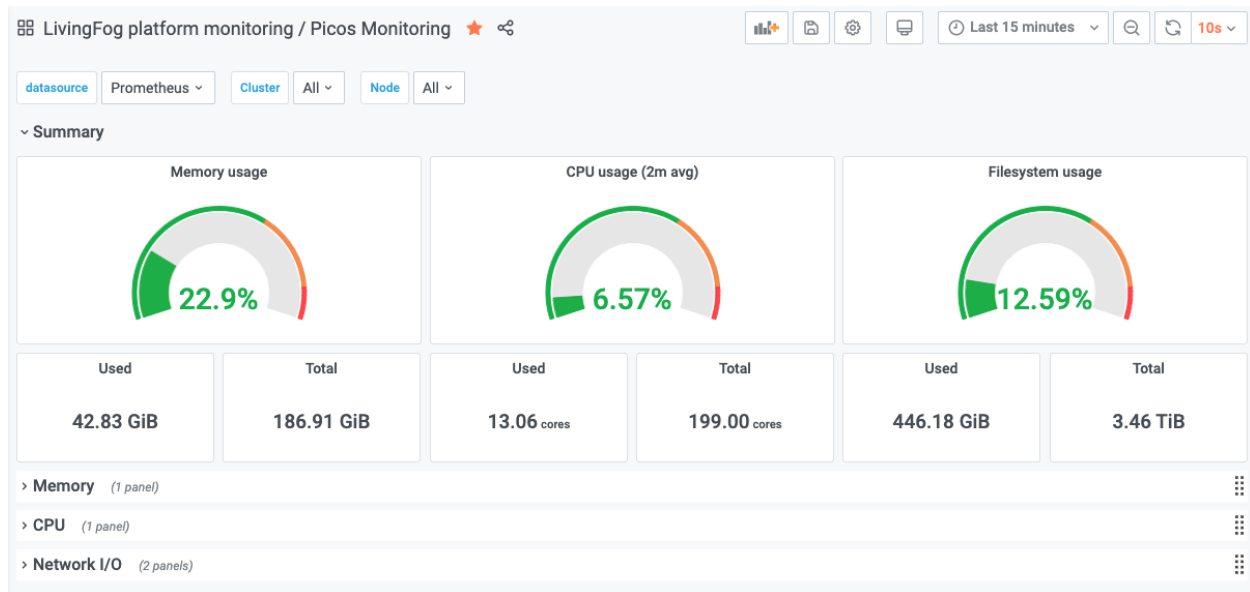 LivingFog platform monitoring / Picos Monitoring
Last 15 minutes
10s
datasource Prometheus Cluster All Node All
Summary
Memory usage
22.9%
CPU usage (2m avg)
6.57%
Filesystem usage
12.59%
Used
42.83 GiB
Total
186.91 GiB
Used
13.06 cores
Total
199.00 cores
Used
446.18 GiB
Total
3.46 TiB
Memory (1 panel)
CPU (1 panel)
Network I/O (2 panels)